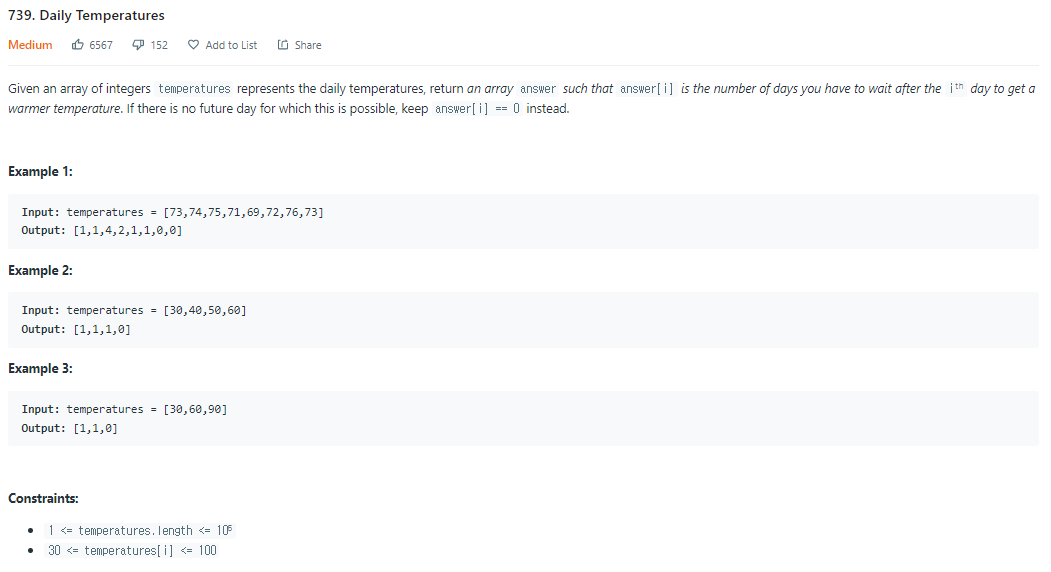 739. Daily Temperatures
Medium 6567 152 Add to List Share
Given an array of integers temperatures represents the daily temperatures, return an array answer such that answer[i] is the number of days you have to wait after the ith day to get a
warmer temperature. If there is no future day for which this is possible, keep answer[i] == 0 instead.
Example 1:
Input: temperatures = [73,74,75,71,69,72,76,73]
Output: [1,1,4,2,1,1,0,0]
Example 2:
Input: temperatures = [30,40,50,60]
Output: [1,1,1,0]
Example 3:
Input: temperatures = [30,60,90]
Output: [1,1,0]
Constraints:
1 <= temperatures.length <= 10⁵
30 <= temperatures[i] <= 100